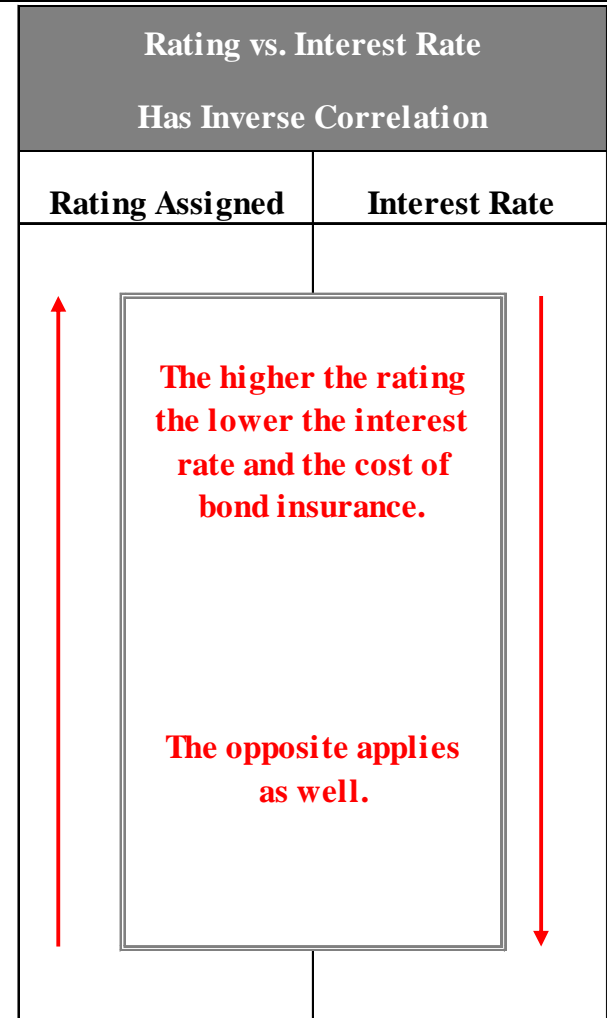 Rating vs. Interest Rate
Has Inverse Correlation
Rating Assigned
Interest Rate
The higher the rating
the lower the interest
rate and the cost of
bond insurance.
The opposite applies
as well.